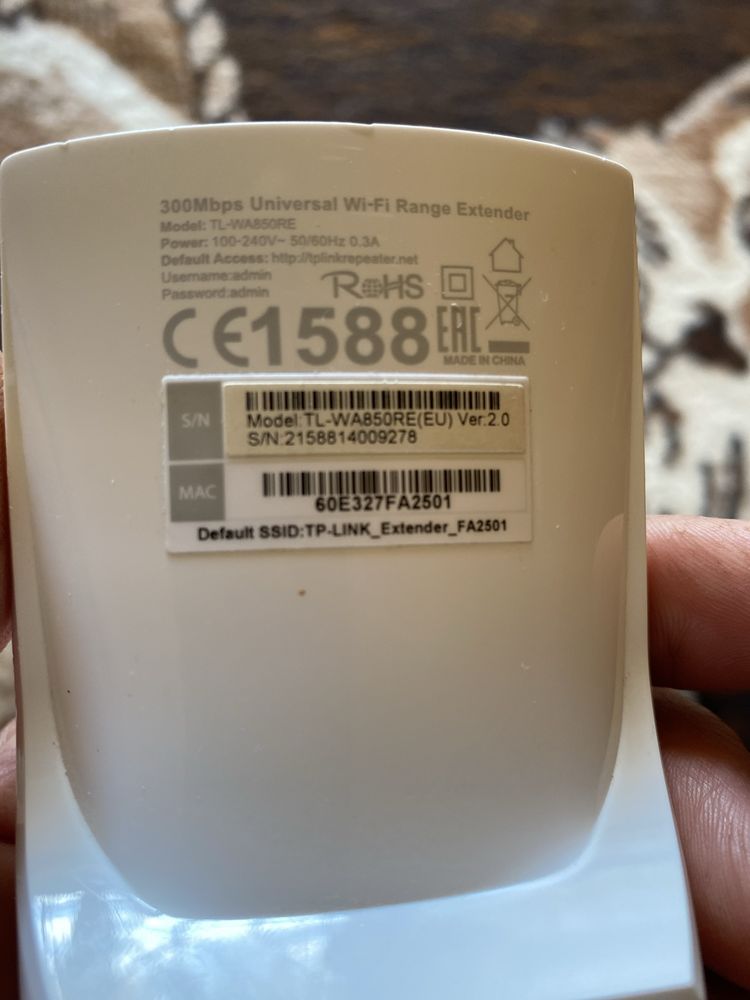 300Mbps Universal Wi-Fi Range Extender
Model: TL-WA850RE
Power: 100-240V~ 50/60Hz 0.3A
Default Access: http://tplinkrepeater.net
Username:admin
Password:admin
RoHS
CE1588
EAC
MADE IN CHINA
S/N
Model:TL-WA850RE(EU) Ver:2.0
S/N:2158814009278
MAC
60E327FA2501
Default SSID:TP-LINK_Extender_FA2501